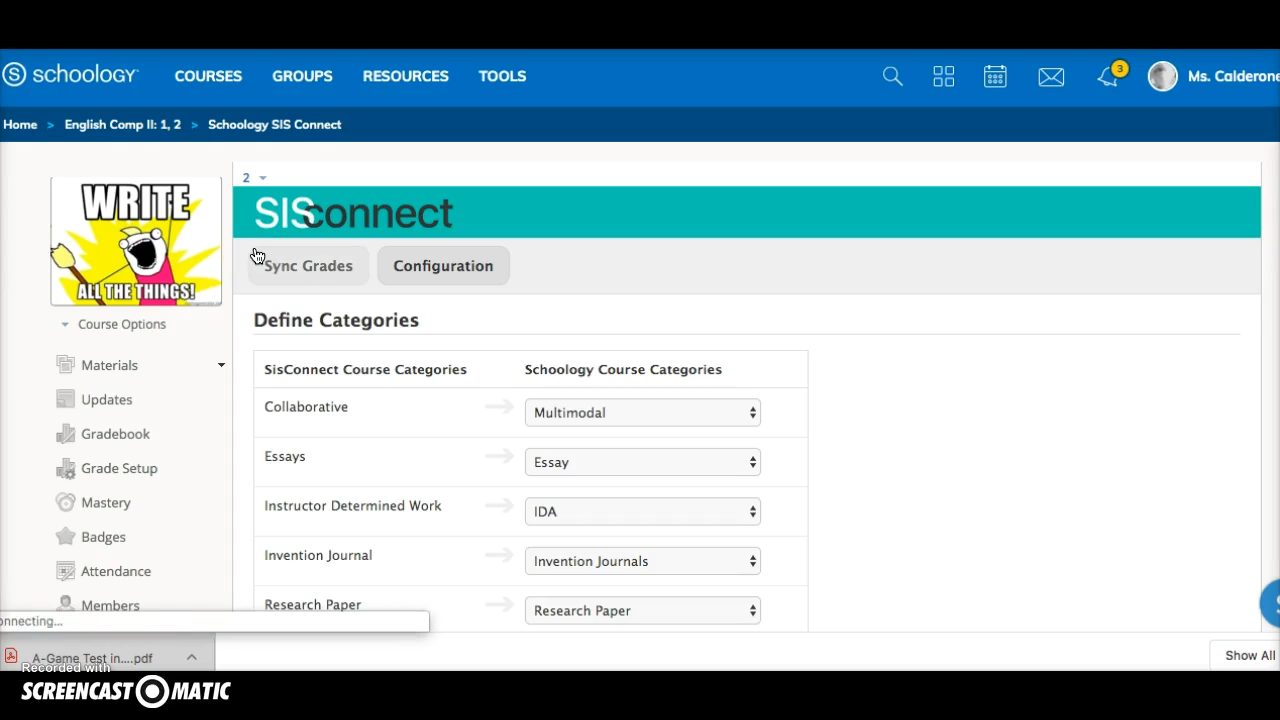 schoology COURSES GROUPS RESOURCES TOOLS 3 Ms. Calderone
Home > English Comp II: 1, 2 > Schoology SIS Connect
2
WRITE
ALL THE THINGS!
SISconnect
Sync Grades Configuration
Course Options
Define Categories
Materials
SisConnect Course Categories Schoology Course Categories
Updates
Collaborative Multimodal
Gradebook
Essays Essay
Grade Setup
Mastery
Instructor Determined Work IDA
Badges
Invention Journal Invention Journals
Attendance
Members
Research Paper Research Paper
onnecting...
A-Game Test in....pdf Show All
Recorded with
SCREENCAST-O-MATIC